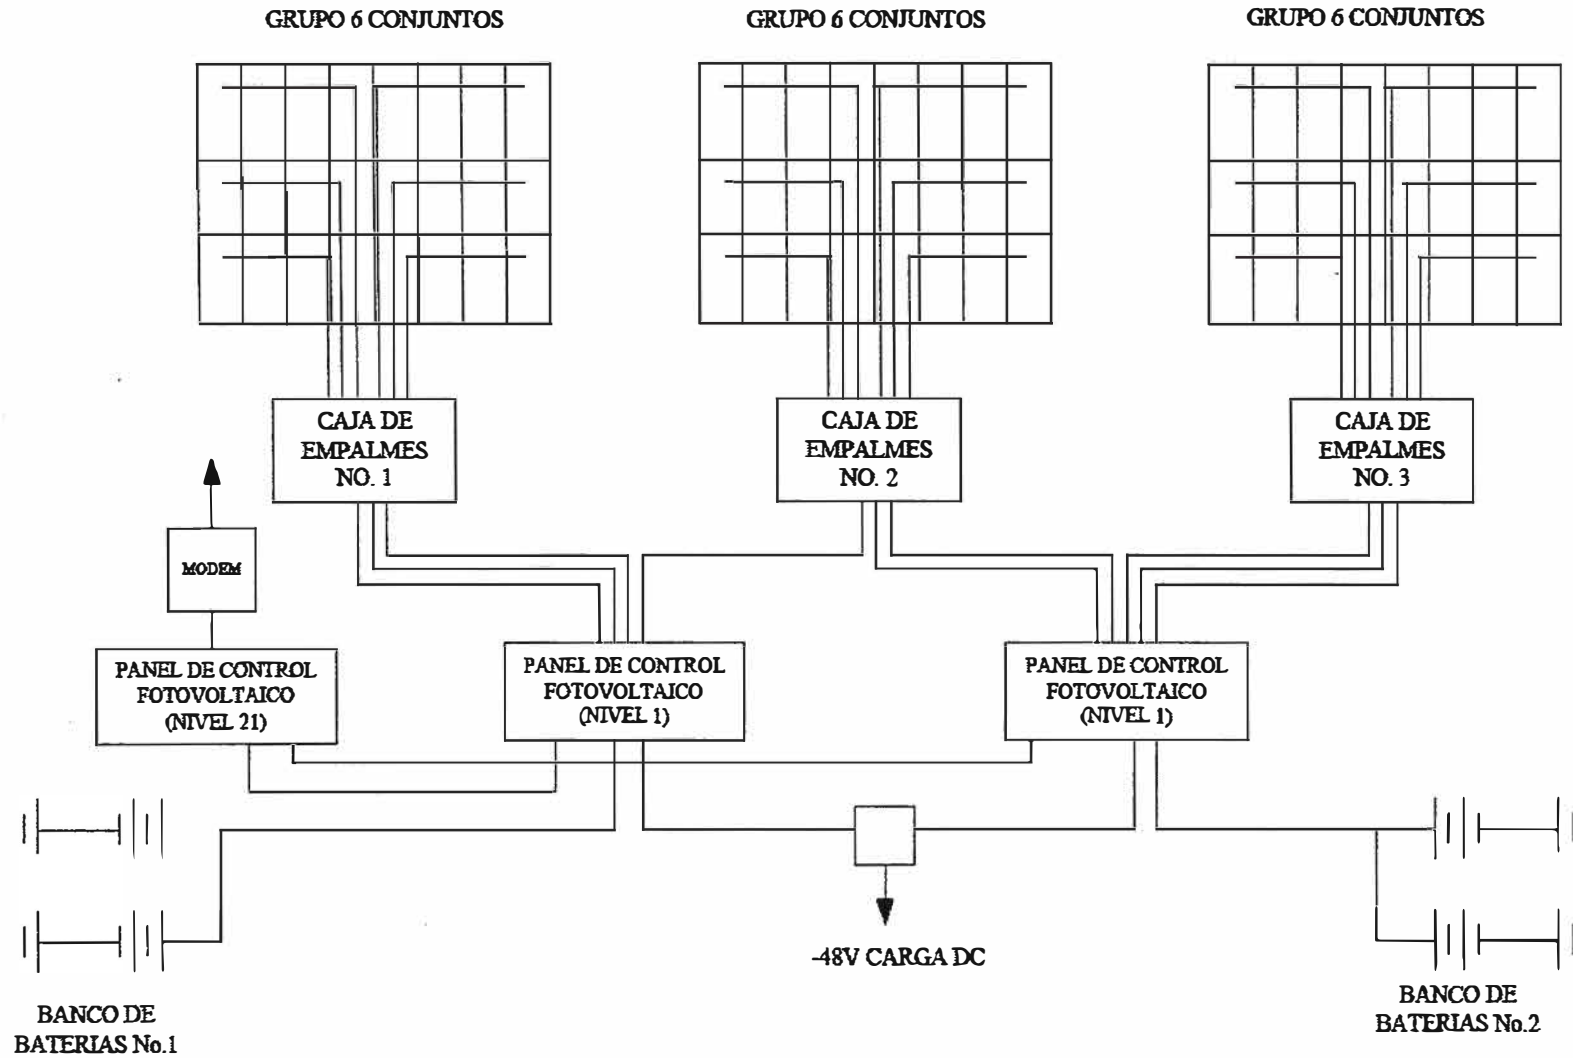 GRUPO 6 CONJUNTOS
GRUPO 6 CONJUNTOS
GRUPO 6 CONJUNTOS
CAJA DE
EMPALMES
NO. 1
CAJA DE
EMPALMES
NO. 2
CAJA DE
EMPALMES
NO. 3
MODEM
PANEL DE CONTROL
FOTOVOLTAICO
(NIVEL 21)
PANEL DE CONTROL
FOTOVOLTAICO
(NIVEL 1)
PANEL DE CONTROL
FOTOVOLTAICO
(NIVEL 1)
-48V CARGA DC
BANCO DE
BATERIAS No.1
BANCO DE
BATERIAS No.2